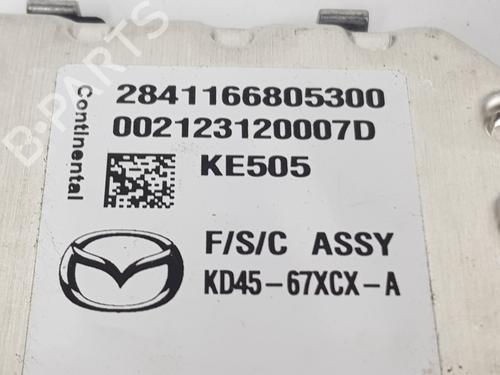 B-PARTS
Continental
2841166805300
002123120007D
KE505
F/S/C ASSY
KD45-67XCX-A